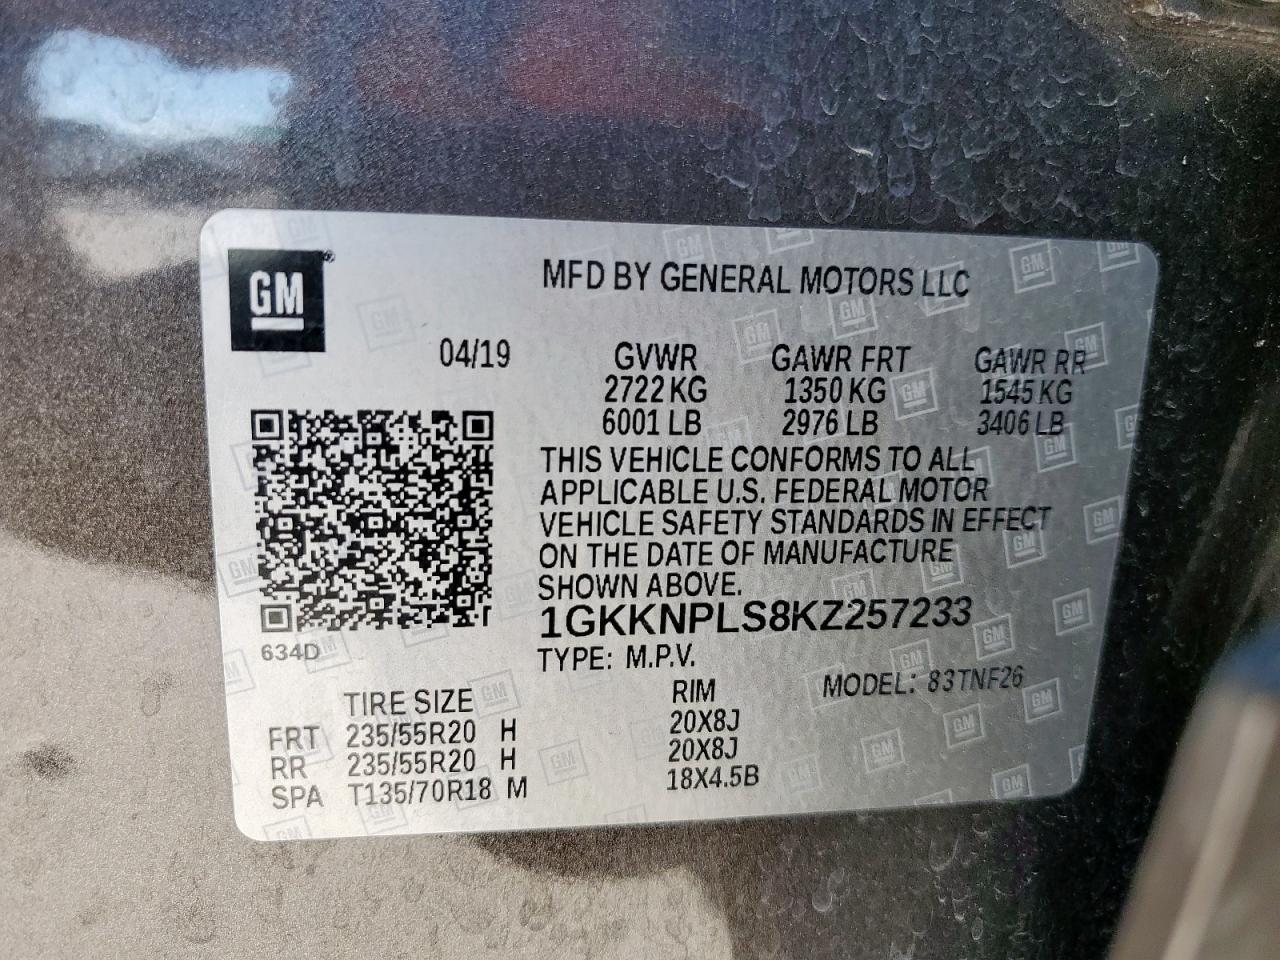 GM
MFD BY GENERAL MOTORS LLC
04/19
GVWR GAWR FRT GAWR RR
2722 KG 1350 KG 1545 KG
6001 LB 2976 LB 3406 LB
THIS VEHICLE CONFORMS TO ALL
APPLICABLE U.S. FEDERAL MOTOR
VEHICLE SAFETY STANDARDS IN EFFECT
ON THE DATE OF MANUFACTURE
SHOWN ABOVE.
1GKKNPLS8KZ257233
634D
TYPE: M.P.V.
MODEL: 83TNF26
TIRE SIZE RIM
FRT 235/55R20 H 20X8J
RR 235/55R20 H 20X8J
SPA T135/70R18 M 18X4.5B